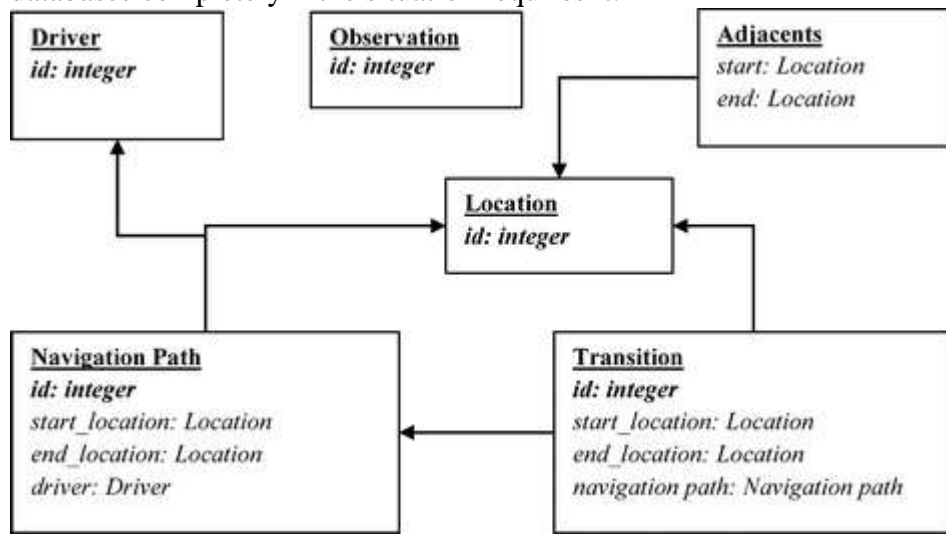 Driver
id: integer
Observation
id: integer
Adjacents
start: Location
end: Location
Location
id: integer
Navigation Path
id: integer
start_location: Location
end_location: Location
driver: Driver
Transition
id: integer
start_location: Location
end_location: Location
navigation path: Navigation path